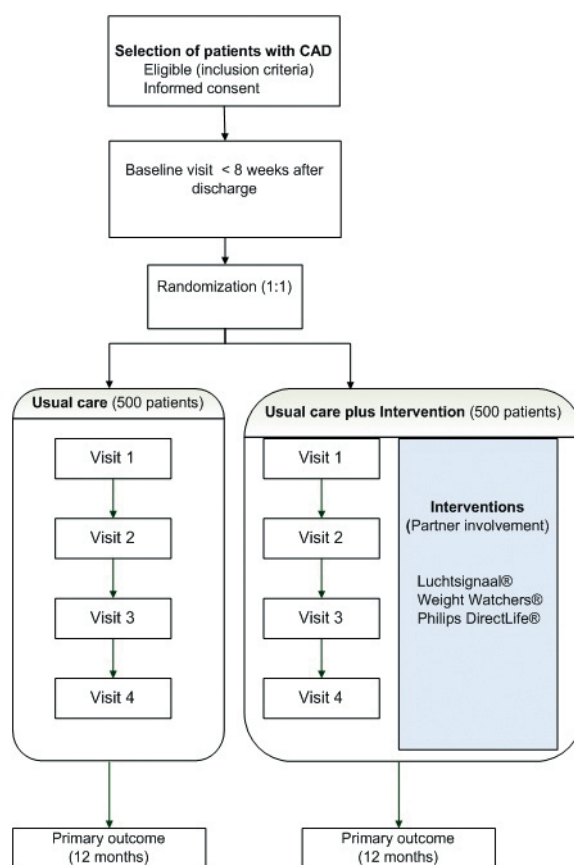 Selection of patients with CAD
Eligible (inclusion criteria)
Informed consent
Baseline visit < 8 weeks after
discharge
Randomization (1:1)
Usual care (500 patients)
Visit 1
Visit 2
Visit 3
Visit 4
Primary outcome
(12 months)
Usual care plus Intervention (500 patients)
Visit 1
Visit 2
Visit 3
Visit 4
Interventions
(Partner involvement)
Luchtsignaal®
Weight Watchers®
Philips DirectLife®
Primary outcome
(12 months)